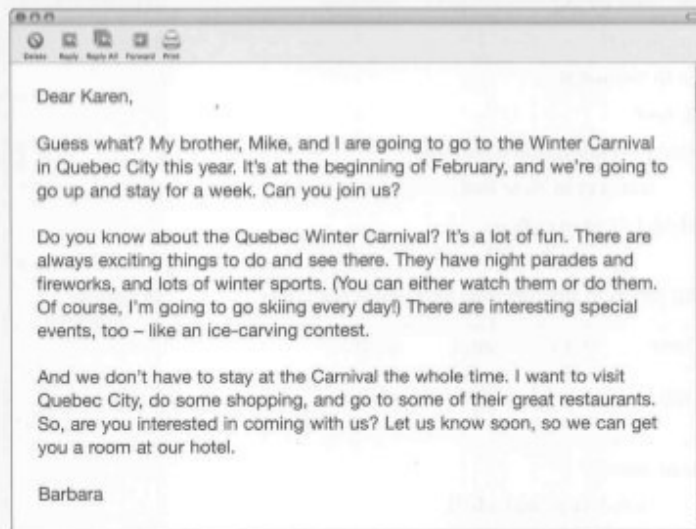 Delete Reply Reply All Forward Print
Dear Karen,
Guess what? My brother, Mike, and I are going to go to the Winter Carnival
in Quebec City this year. It's at the beginning of February, and we're going to
go up and stay for a week. Can you join us?
Do you know about the Quebec Winter Carnival? It's a lot of fun. There are
always exciting things to do and see there. They have night parades and
fireworks, and lots of winter sports. (You can either watch them or do them.
Of course, I'm going to go skiing every day!) There are interesting special
events, too – like an ice-carving contest.
And we don't have to stay at the Carnival the whole time. I want to visit
Quebec City, do some shopping, and go to some of their great restaurants.
So, are you interested in coming with us? Let us know soon, so we can get
you a room at our hotel.
Barbara